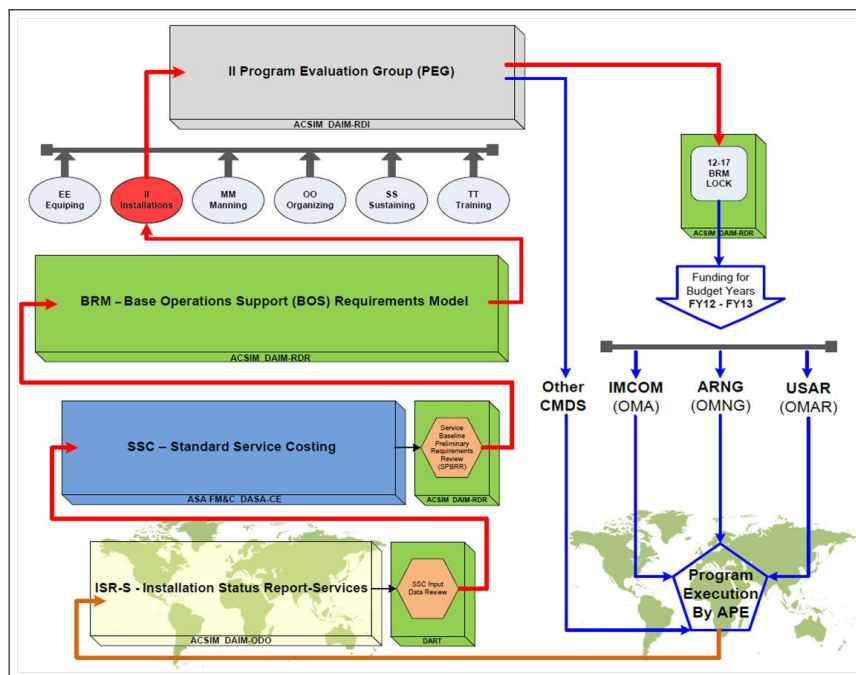 II Program Evaluation Group (PEG)
ACSIM DAIM-RDI
EE
Equiping
II
Installations
MM
Manning
OO
Organizing
SS
Sustaining
TT
Training
12-17
BRM
LOCK
ACSIM DAIM-RDR
Funding for
Budget Years
FY12 - FY13
BRM – Base Operations Support (BOS) Requirements Model
ACSIM DAIM-RDR
Other
CMDS
IMCOM
(OMA)
ARNG
(OMNG)
USAR
(OMAR)
SSC – Standard Service Costing
ASA FM&C DASA-CE
Service
Baseline
Preliminary
Requirements
Review
(SPBRR)
ACSIM DAIM-RDR
ISR-S - Installation Status Report-Services
ACSIM DAIM-ODO
SSC Input
Data Review
DART
Program
Execution
By APE